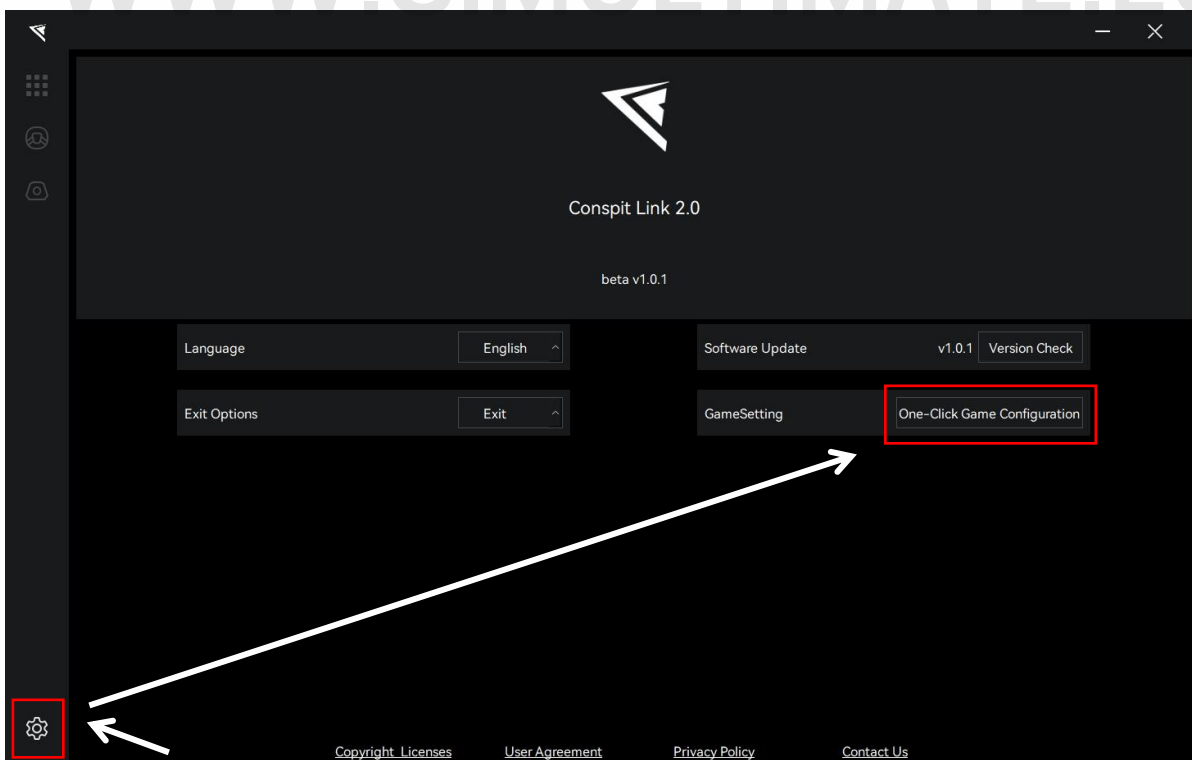 Conspit Link 2.0
beta v1.0.1
Language English Software Update v1.0.1 Version Check
Exit Options Exit GameSetting One-Click Game Configuration
Copyright Licenses User Agreement Privacy Policy Contact Us